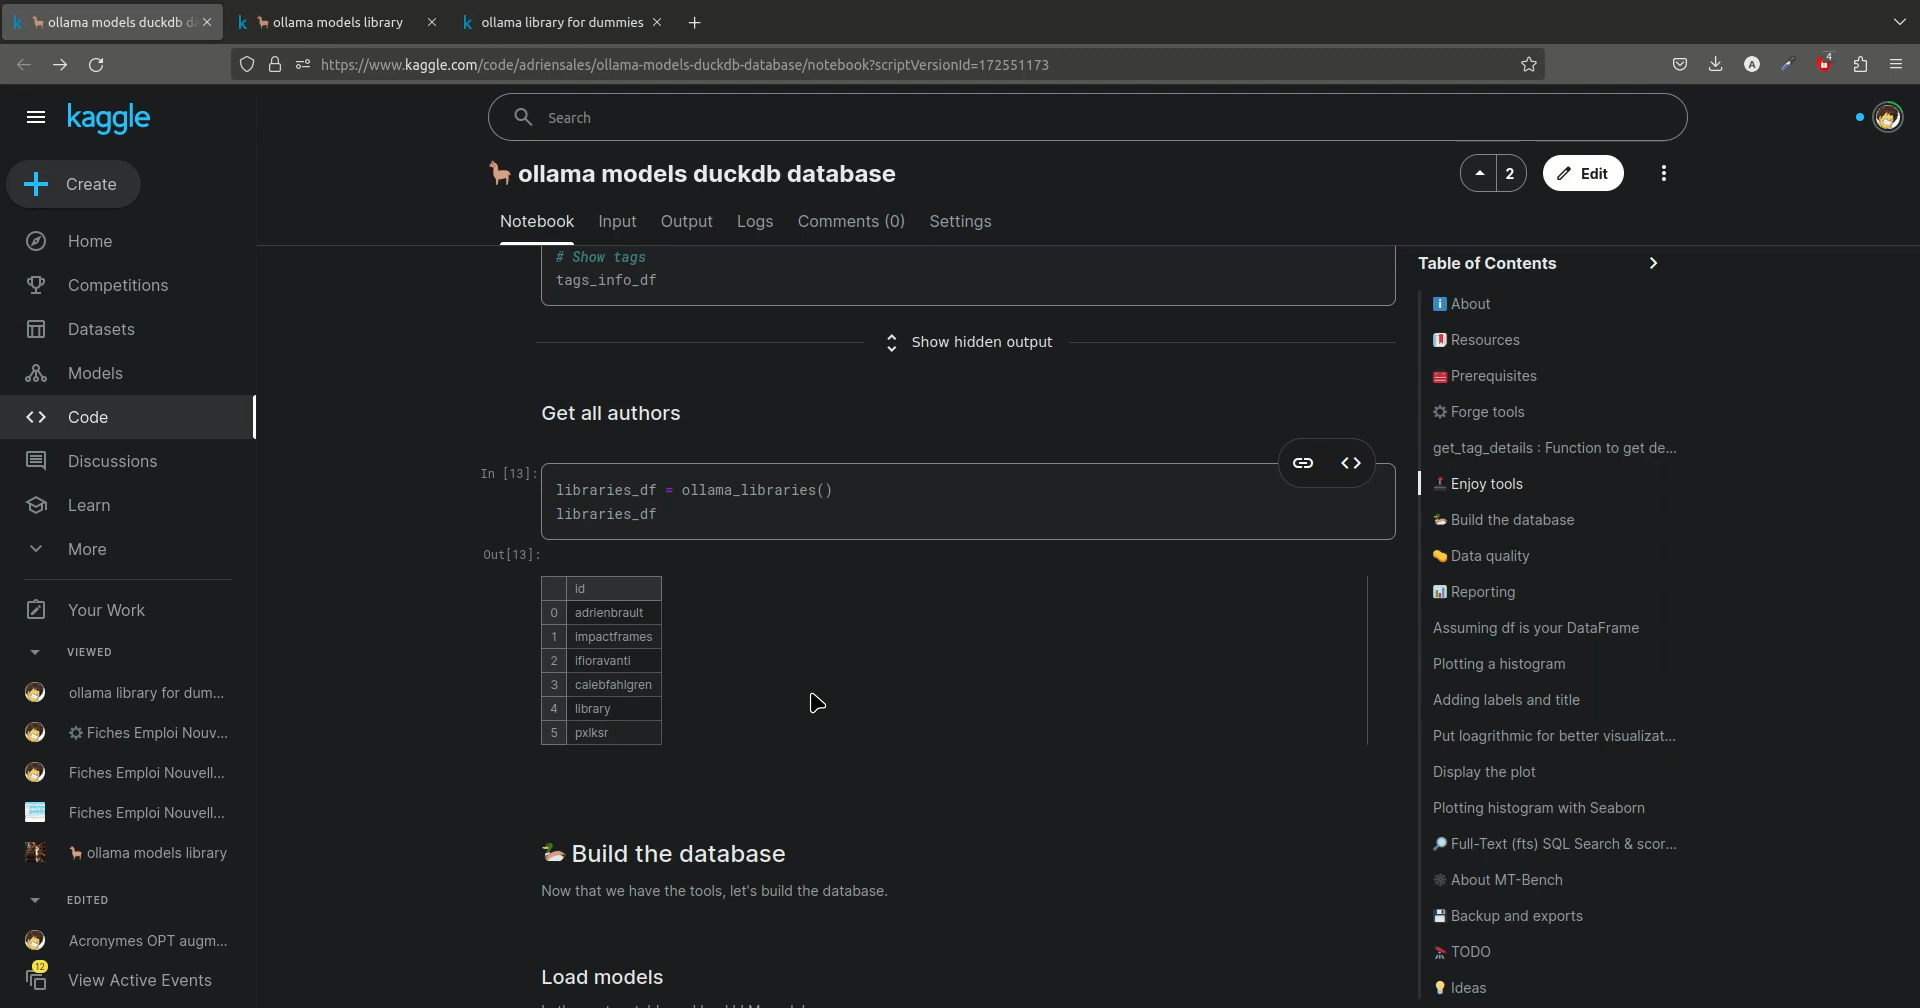 ollama models duckdb da
ollama models library
ollama library for dummies
https://www.kaggle.com/code/adriensales/ollama-models-duckdb-database/notebook?scriptVersionId=172551173
A
4
kaggle
Search
Create
Home
Competitions
Datasets
Models
Code
Discussions
Learn
More
Your Work
VIEWED
ollama library for dum...
Fiches Emploi Nouv...
Fiches Emploi Nouvell...
Fiches Emploi Nouvell...
ollama models library
EDITED
Acronymes OPT augm...
12
View Active Events
ollama models duckdb database
2
Edit
Notebook
Input
Output
Logs
Comments (0)
Settings
# Show tags
tags_info_df
Show hidden output
Get all authors
In [13]:
libraries_df = ollama_libraries()
libraries_df
Out[13]:
id
0 adrienbrault
1 impactframes
2 ifioravanti
3 calebfahlgren
4 library
5 pxlksr
Build the database
Now that we have the tools, let's build the database.
Load models
Table of Contents
About
Resources
Prerequisites
Forge tools
get_tag_details : Function to get de...
Enjoy tools
Build the database
Data quality
Reporting
Assuming df is your DataFrame
Plotting a histogram
Adding labels and title
Put loagrithmic for better visualizat...
Display the plot
Plotting histogram with Seaborn
Full-Text (fts) SQL Search & scor...
About MT-Bench
Backup and exports
TODO
Ideas